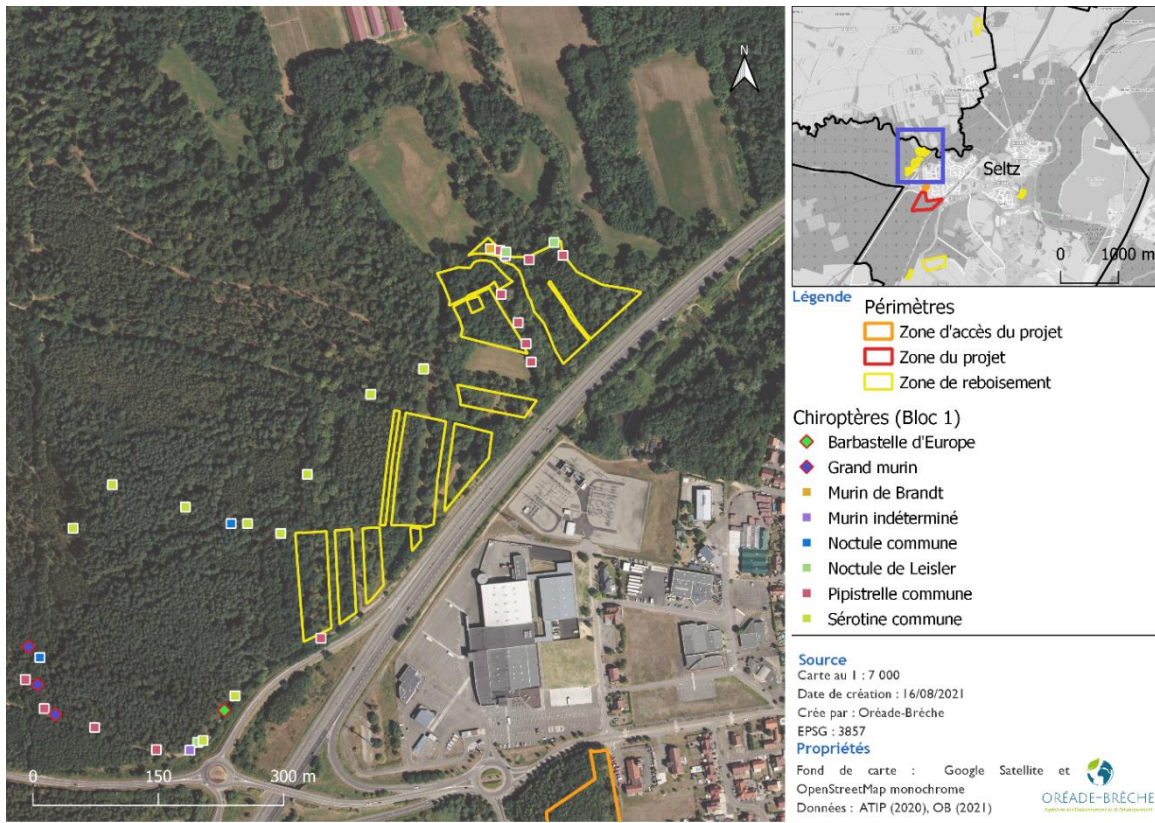 N
0 150 300 m
Seltz
0 1000 m
Légende
Périmètres
Zone d'accès du projet
Zone du projet
Zone de reboisement
Chiroptères (Bloc 1)
Barbastelle d'Europe
Grand murin
Murin de Brandt
Murin indéterminé
Noctule commune
Noctule de Leisler
Pipistrelle commune
Sérotine commune
Source
Carte au 1 : 7 000
Date de création : 16/08/2021
Crée par : Oréade-Brèche
EPSG : 3857
Propriétés
Fond de carte : Google Satellite et
OpenStreetMap monochrome
Données : ATIP (2020), OB (2021)
ORÉADE-BRÈCHE